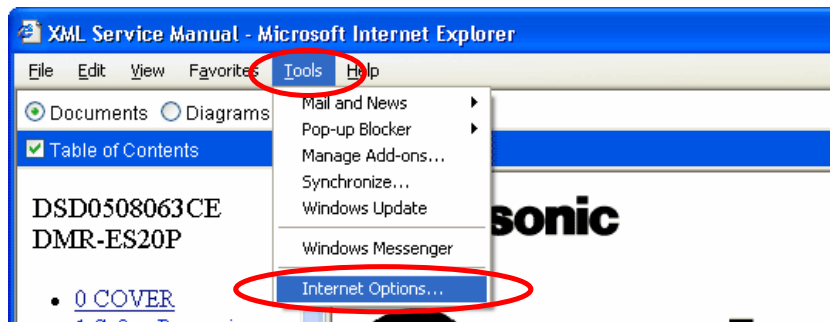 XML Service Manual - Microsoft Internet Explorer
File Edit View Favorites Tools Help
Documents Diagrams
Mail and News
Pop-up Blocker
Manage Add-ons...
Synchronize...
Windows Update
Windows Messenger
Internet Options...
Table of Contents
DSD0508063CE
DMR-ES20P
sonic
0 COVER